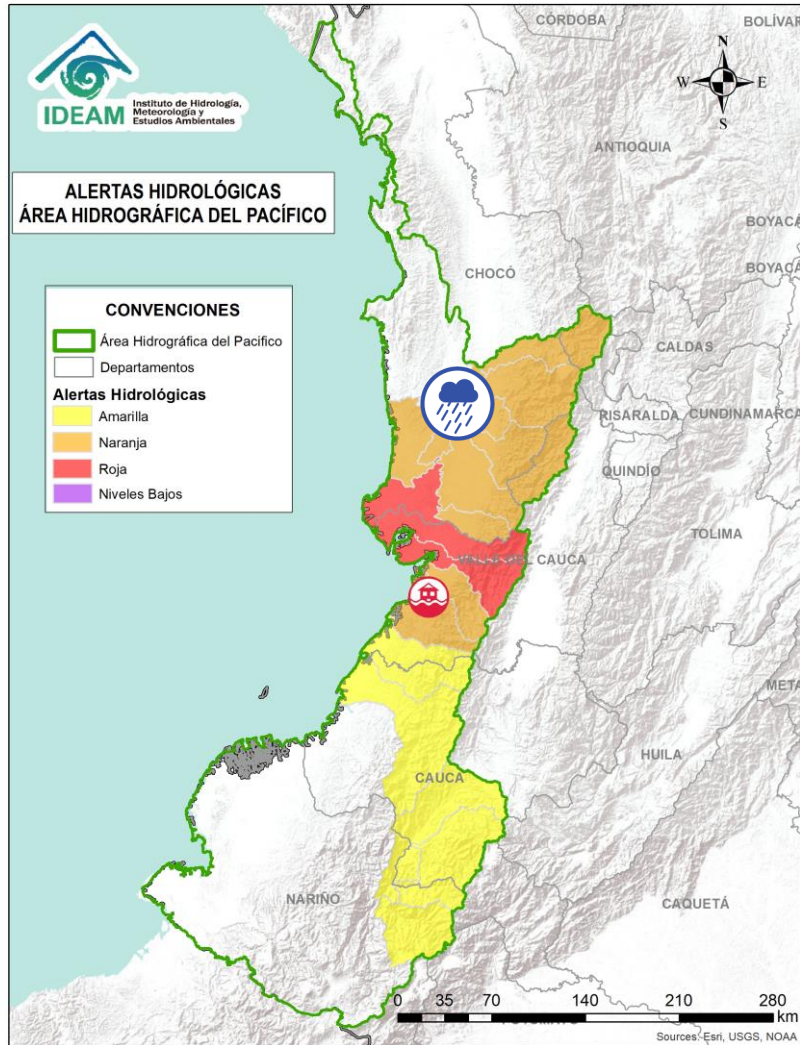 CÓRDOBA
BOLÍVAR
N
W
E
S
IDEAM
Instituto de Hidrología,
Meteorología y
Estudios Ambientales
ANTIOQUIA
ALERTAS HIDROLÓGICAS
ÁREA HIDROGRÁFICA DEL PACÍFICO
BOYACÁ
BOYACÁ
CHOCÓ
CONVENCIONES
Área Hidrográfica del Pacifico
Departamentos
Alertas Hidrológicas
Amarilla
Naranja
Roja
Niveles Bajos
CALDAS
RISARALDA
CUNDINAMARCA
QUINDÍO
TOLIMA
VALLE DEL CAUCA
META
HUILA
CAUCA
NARIÑO
CAQUETÁ
0 35 70 140 210 280
km
Sources: Esri, USGS, NOAA